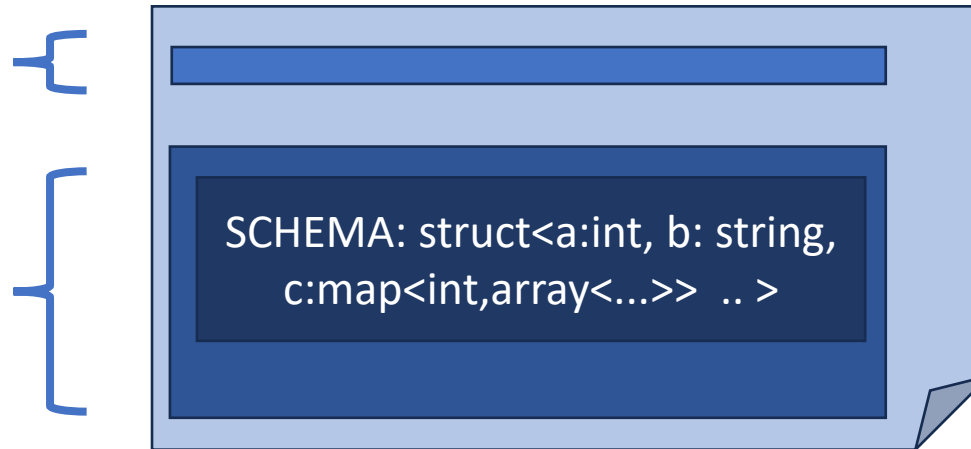 SCHEMA: struct<a:int, b: string,
c:map<int,array<...>> .. >